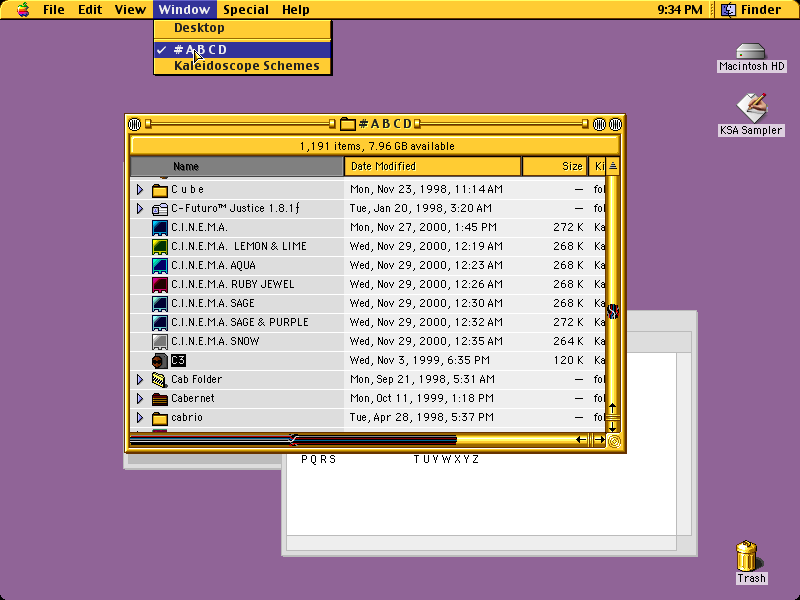 File Edit View Window Special Help 9:34 PM Finder
Desktop
✓ #ABCD
Kaleidoscope Schemes
Macintosh HD
KSA Sampler
#ABCD
1,191 items, 7.96 GB available
Name Date Modified Size Ki
Cube Mon, Nov 23, 1998, 11:14 AM — fol
C-Futuro™ Justice 1.8.1ƒ Tue, Jan 20, 1998, 3:20 AM — fol
C.I.N.E.M.A. Mon, Nov 27, 2000, 1:45 PM 272 K Ka
C.I.N.E.M.A. LEMON & LIME Wed, Nov 29, 2000, 12:19 AM 268 K Ka
C.I.N.E.M.A. AQUA Wed, Nov 29, 2000, 12:23 AM 268 K Ka
C.I.N.E.M.A. RUBY JEWEL Wed, Nov 29, 2000, 12:26 AM 268 K Ka
C.I.N.E.M.A. SAGE Wed, Nov 29, 2000, 12:30 AM 268 K Ka
C.I.N.E.M.A. SAGE & PURPLE Wed, Nov 29, 2000, 12:32 AM 272 K Ka
C.I.N.E.M.A. SNOW Wed, Nov 29, 2000, 12:35 AM 264 K Ka
C3 Wed, Nov 3, 1999, 6:35 PM 120 K Ka
Cab Folder Mon, Sep 21, 1998, 5:31 AM — fol
Cabernet Mon, Oct 11, 1999, 1:18 PM — fol
cabrio Tue, Apr 28, 1998, 5:37 PM — fol
PQRS TUVWXYZ
Trash